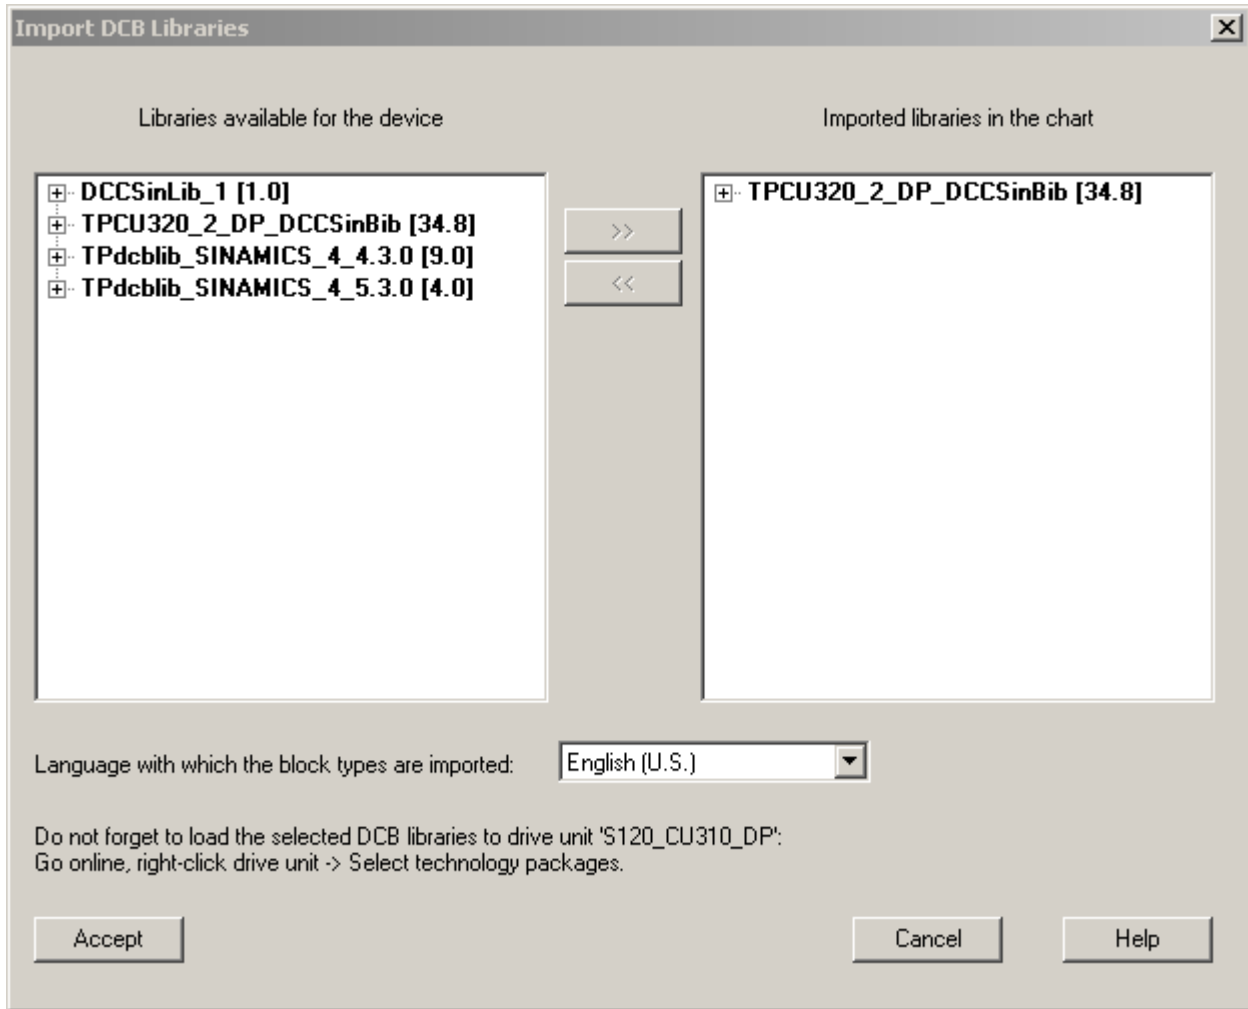 Import DCB Libraries
Libraries available for the device
Imported libraries in the chart
DCCSinLib_1 [1.0]
TPCU320_2_DP_DCCSinBib [34.8]
TPdcblib_SINAMICS_4_4.3.0 [9.0]
TPdcblib_SINAMICS_4_5.3.0 [4.0]
>>
<<
TPCU320_2_DP_DCCSinBib [34.8]
Language with which the block types are imported:
English (U.S.)
Do not forget to load the selected DCB libraries to drive unit 'S120_CU310_DP':
Go online, right-click drive unit -> Select technology packages.
Accept
Cancel
Help